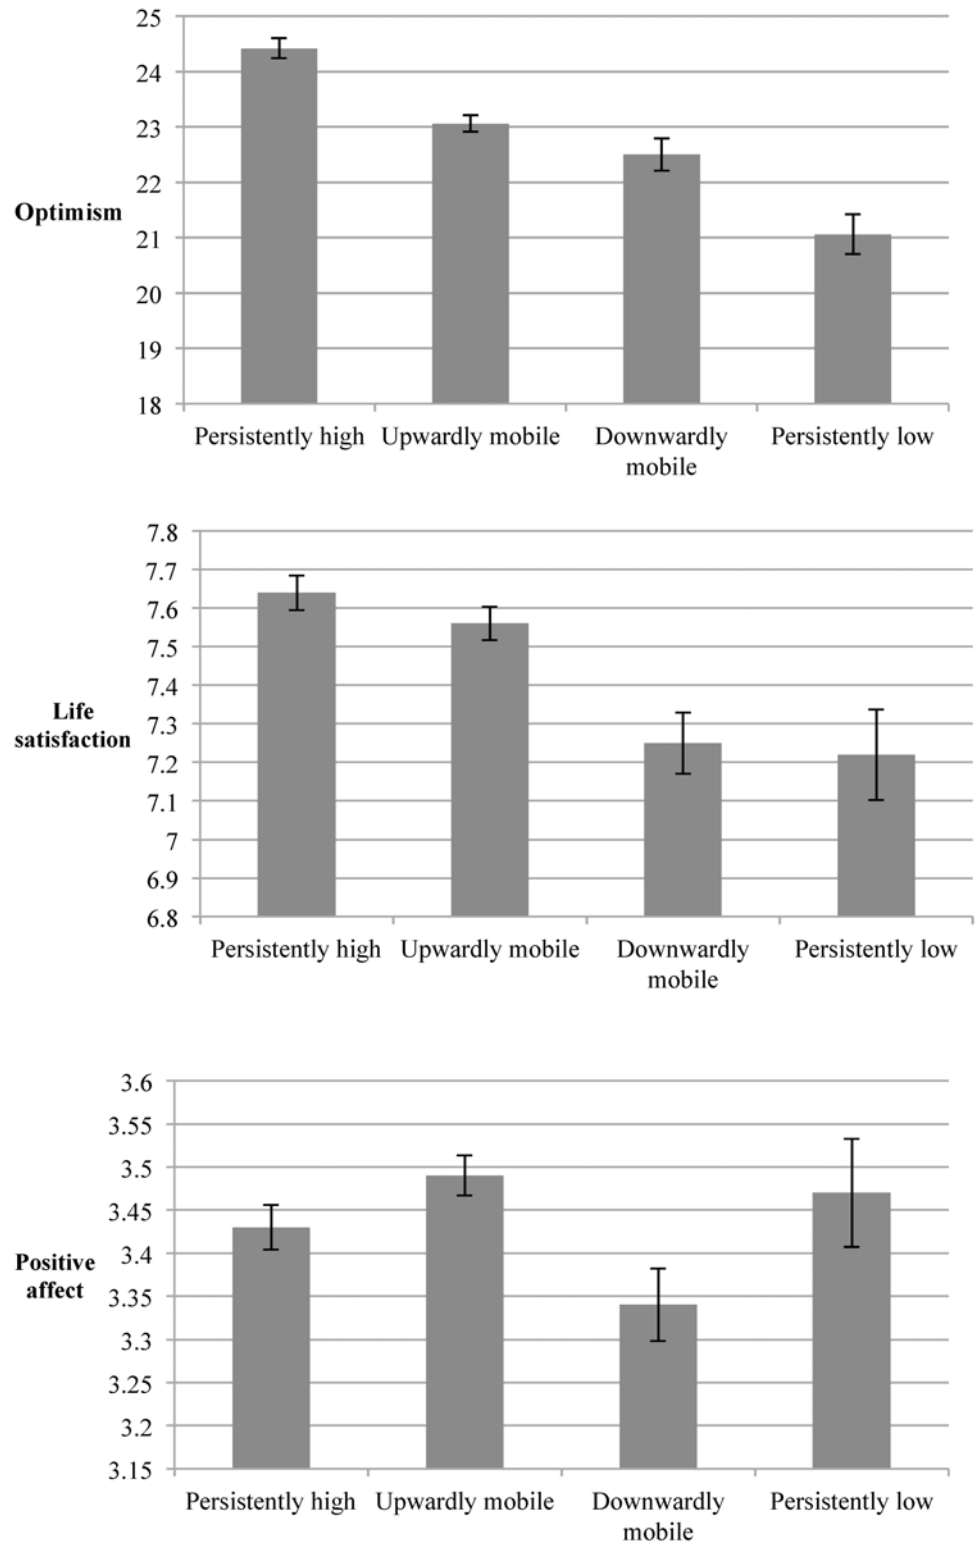 25
24
23
22
Optimism
21
20
19
18
Persistently high Upwardly mobile Downwardly Persistently low
mobile
7.8
7.7
7.6
7.5
7.4
7.3
Life
satisfaction
7.2
7.1
7
6.9
6.8
Persistently high Upwardly mobile Downwardly Persistently low
mobile
3.6
3.55
3.5
3.45
3.4
Positive
affect
3.35
3.3
3.25
3.2
3.15
Persistently high Upwardly mobile Downwardly Persistently low
mobile